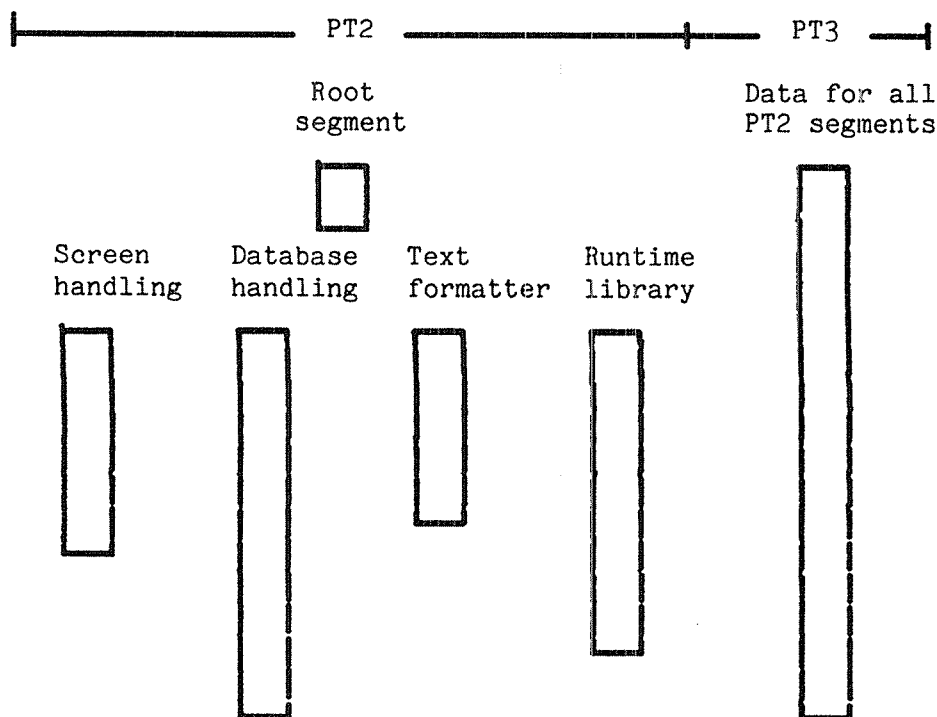 PT2 PT3
Root
segment
Data for all
PT2 segments
Screen
handling
Database
handling
Text
formatter
Runtime
library